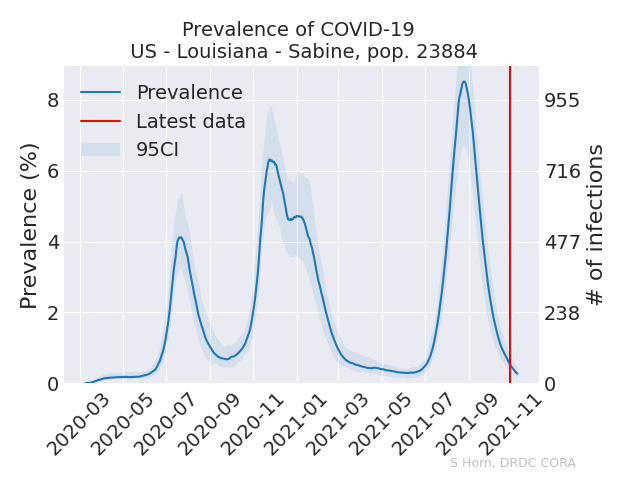 Prevalence of COVID-19
US - Louisiana - Sabine, pop. 23884
Prevalence
Latest data
95CI
Prevalence (%)
8
6
4
2
0
955
716
477
238
0
# of infections
2020-03
2020-05
2020-07
2020-09
2020-11
2021-01
2021-03
2021-05
2021-07
2021-09
2021-11
S Horn, DRDC CORA